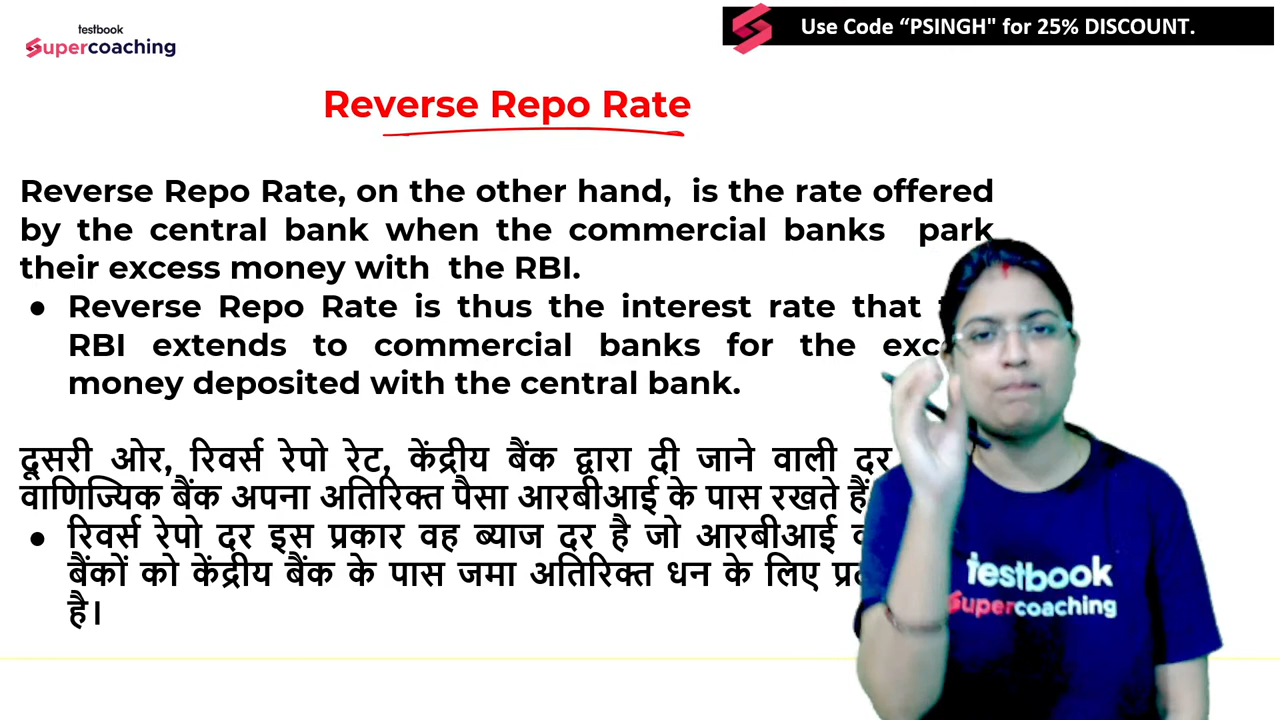 testbook
Supercoaching
Use Code “PSINGH" for 25% DISCOUNT.
Reverse Repo Rate
Reverse Repo Rate, on the other hand, is the rate offered
by the central bank when the commercial banks park
their excess money with the RBI.
● Reverse Repo Rate is thus the interest rate that
RBI extends to commercial banks for the
money deposited with the central bank.
दूसरी ओर, रिवर्स रेपो रेट, केंद्रीय बैंक द्वारा दी जाने वाली दर
वाणिज्यिक बैंक अपना अतिरिक्त पैसा आरबीआई के पास रखते हैं
● रिवर्स रेपो दर इस प्रकार वह ब्याज दर है जो आरबीआई
बैंकों को केंद्रीय बैंक के पास जमा अतिरिक्त धन के लिए
है।
testbook
Supercoaching